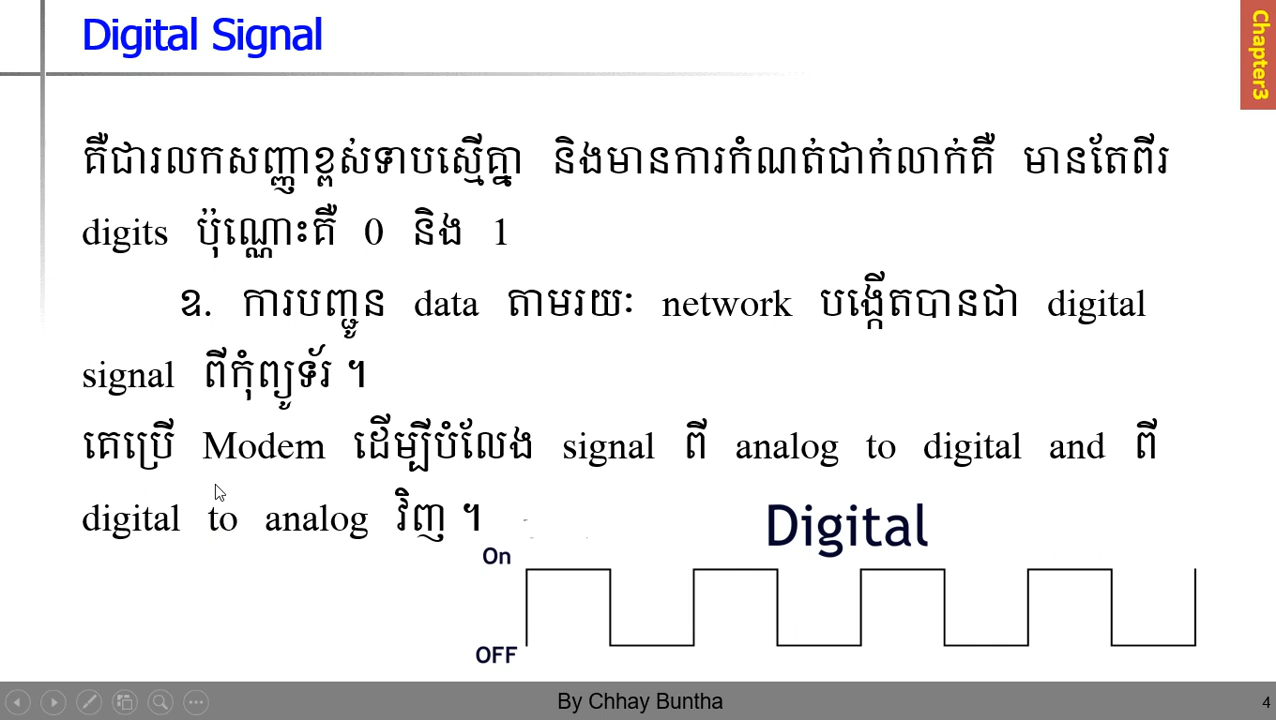 Digital Signal
Chapter3
គឺជារលកសញ្ញាខ្ពស់ទាបស្មើគ្នា និងមានការកំណត់ជាក់លាក់គឺ មានតែពីរ
digits ប៉ុណ្ណោះគឺ 0 និង 1
ឧ. ការបញ្ជូន data តាមរយៈ network បង្កើតបានជា digital
signal ពីកុំព្យូទ័រ ។
គេប្រើ Modem ដើម្បីបំលែង signal ពី analog to digital and ពី
digital to analog វិញ ។
Digital
On
OFF
By Chhay Buntha
4